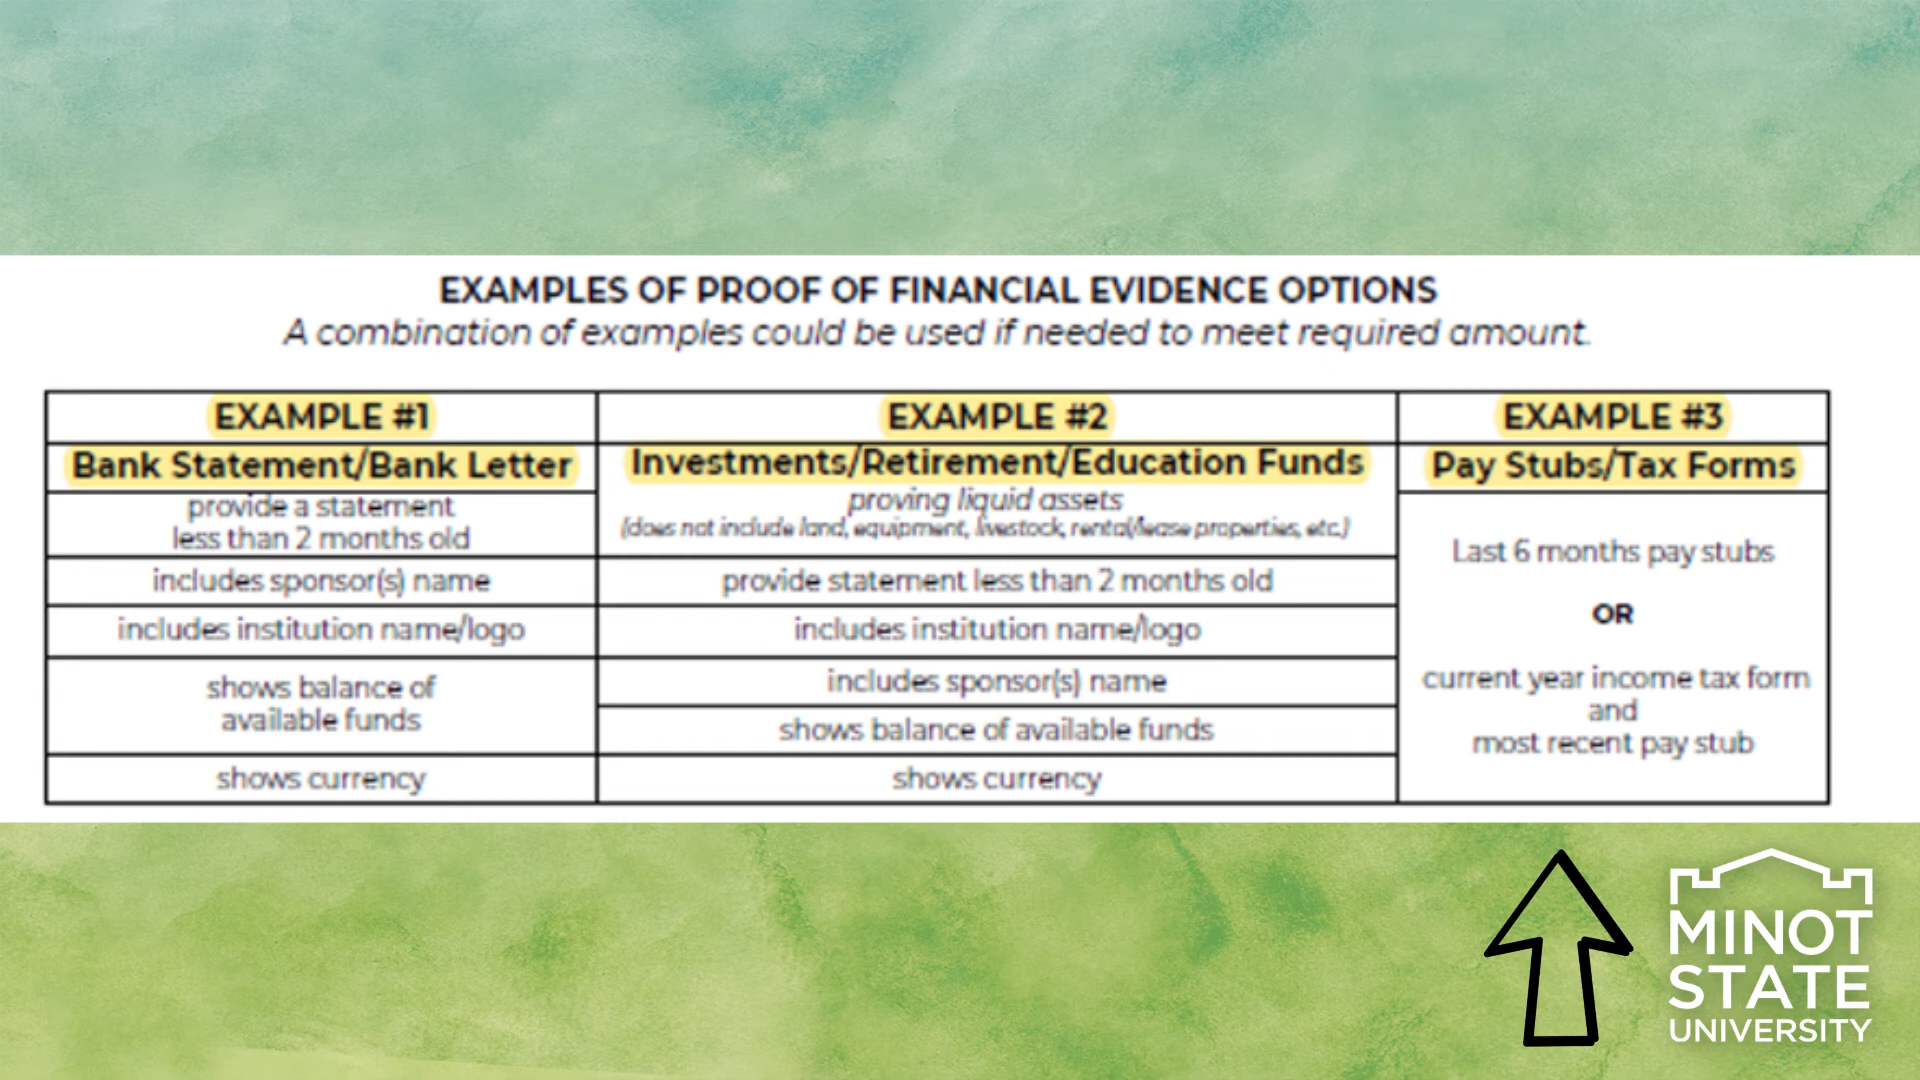 EXAMPLES OF PROOF OF FINANCIAL EVIDENCE OPTIONS
A combination of examples could be used if needed to meet required amount.
EXAMPLE #1
Bank Statement/Bank Letter
provide a statement
less than 2 months old
includes sponsor(s) name
includes institution name/logo
shows balance of
available funds
shows currency
EXAMPLE #2
Investments/Retirement/Education Funds
proving liquid assets
(does not include land, equipment, livestock, rental/lease properties, etc.)
provide statement less than 2 months old
includes institution name/logo
includes sponsor(s) name
shows balance of available funds
shows currency
EXAMPLE #3
Pay Stubs/Tax Forms
Last 6 months pay stubs
OR
current year income tax form
and
most recent pay stub
MINOT
STATE
UNIVERSITY